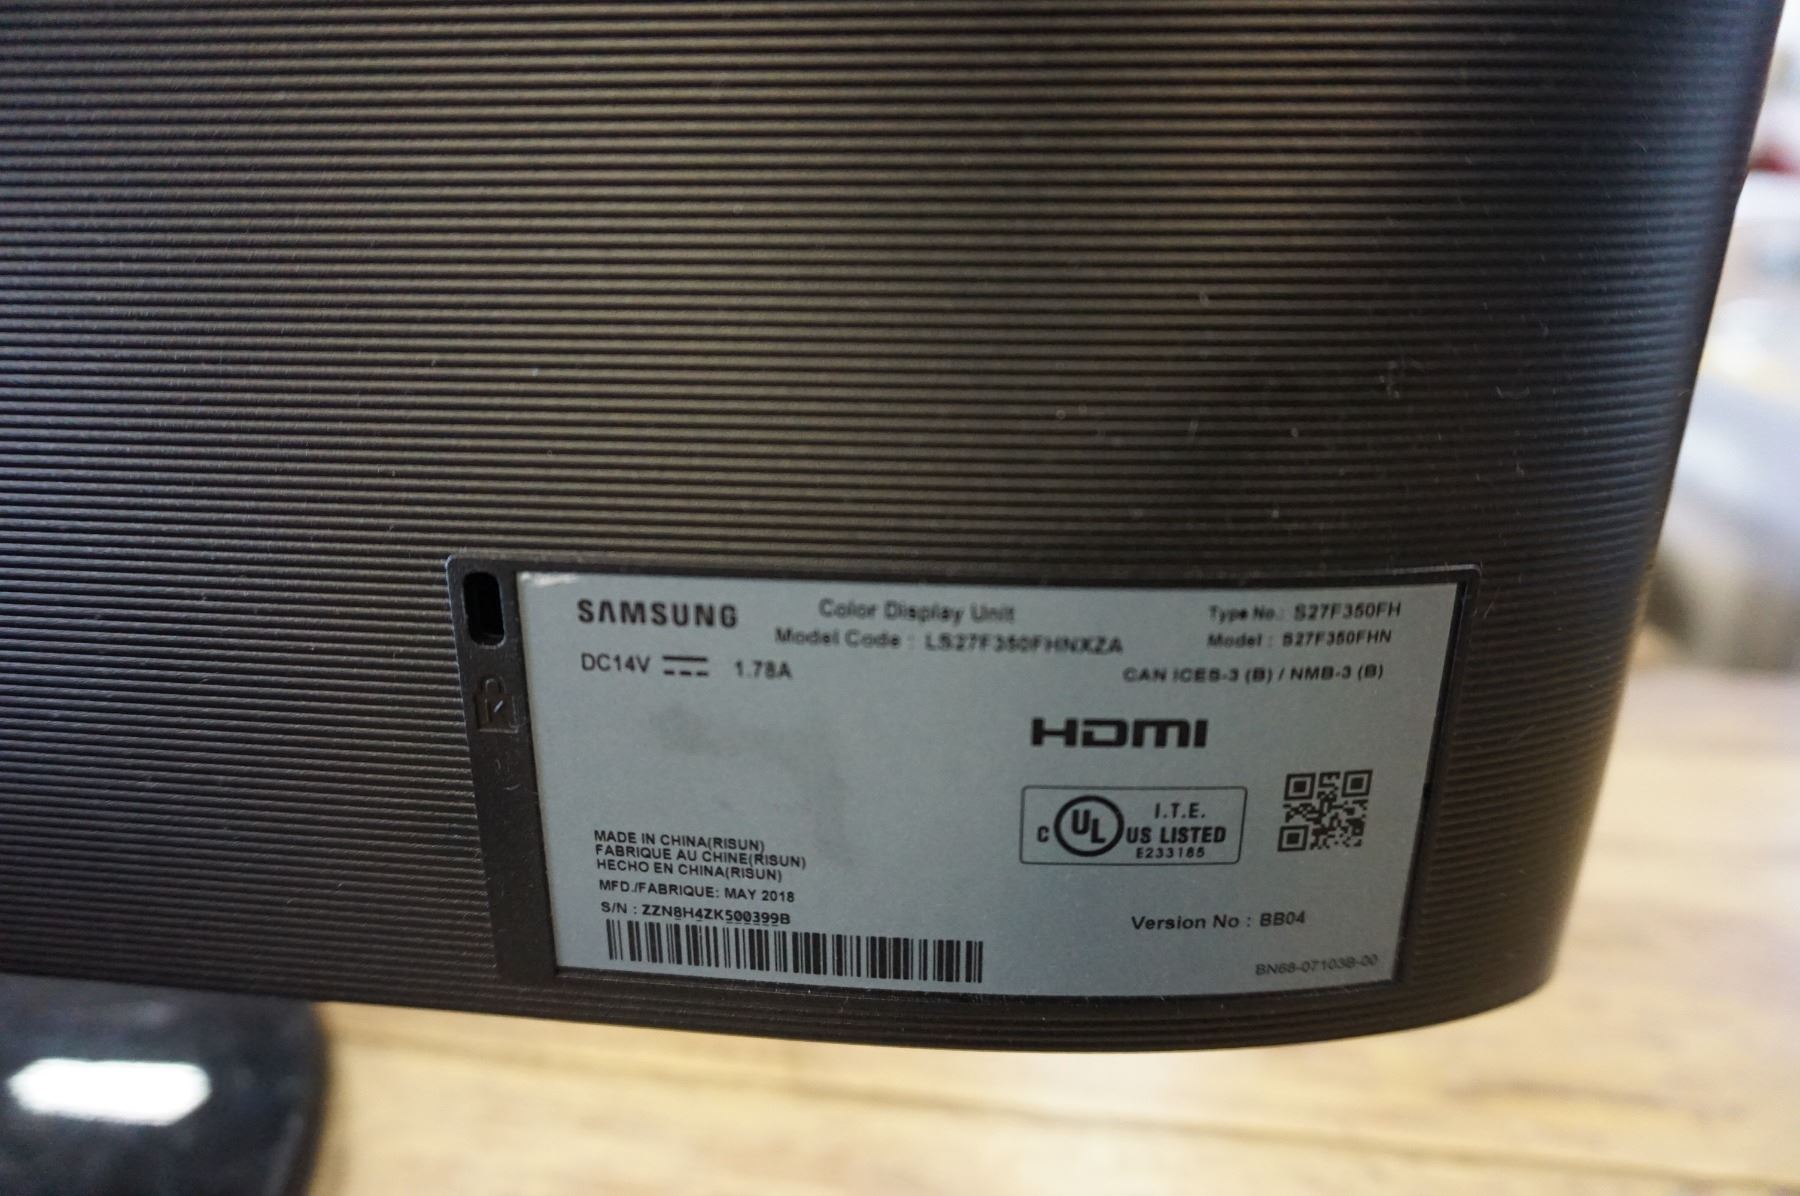 SAMSUNG
Color Display Unit
Type No.: S27F350FH
Model Code : LS27F350FHNXZA
Model : S27F350FHN
DC14V 1.78A
CAN ICES-3 (B) / NMB-3 (B)
HDMI
I.T.E.
C UL US LISTED
E233185
MADE IN CHINA(RISUN)
FABRIQUE AU CHINE(RISUN)
HECHO EN CHINA(RISUN)
MFD./FABRIQUE: MAY 2018
S/N : ZZN8H4ZK500399B
Version No : BB04
BN68-07103B-00